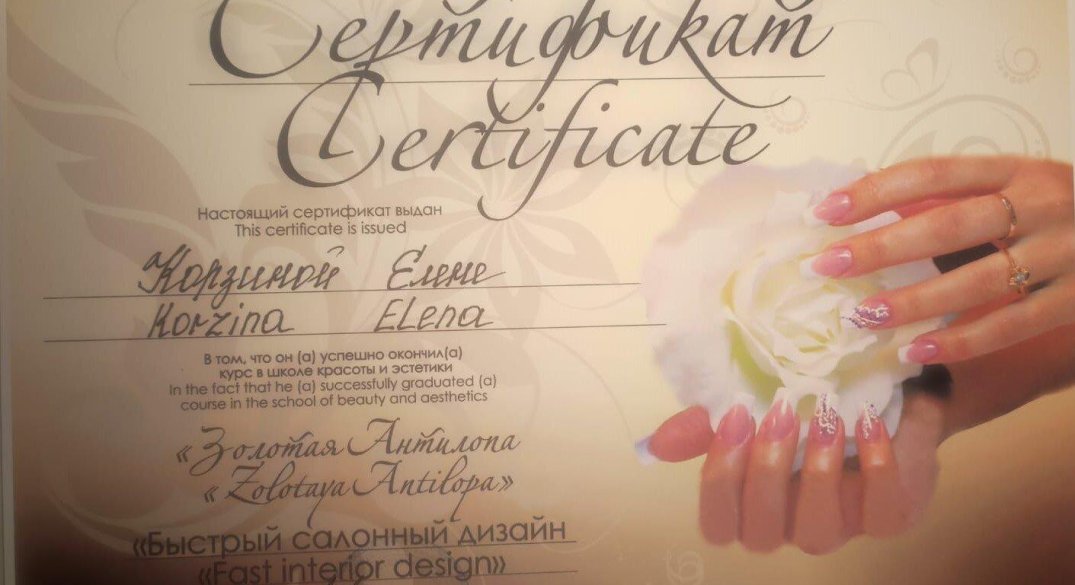 Сертификат
Certificate
Настоящий сертификат выдан
This certificate is issued
Корзиной Елене
Korzina Elena
В том, что он (а) успешно окончил(а)
курс в школе красоты и эстетики
In the fact that he (a) successfully graduated (a)
course in the school of beauty and aesthetics
«Золотая Антилопа
«Zolotaya Antilopa»
«Быстрый салонный дизайн
«Fast interior design»